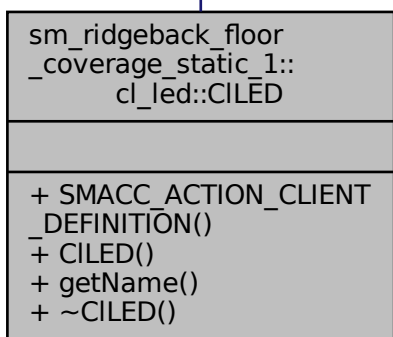 sm_ridgeback_floor
_coverage_static_1::
cl_led::ClLED
+ SMACC_ACTION_CLIENT
_DEFINITION()
+ ClLED()
+ getName()
+ ~ClLED()